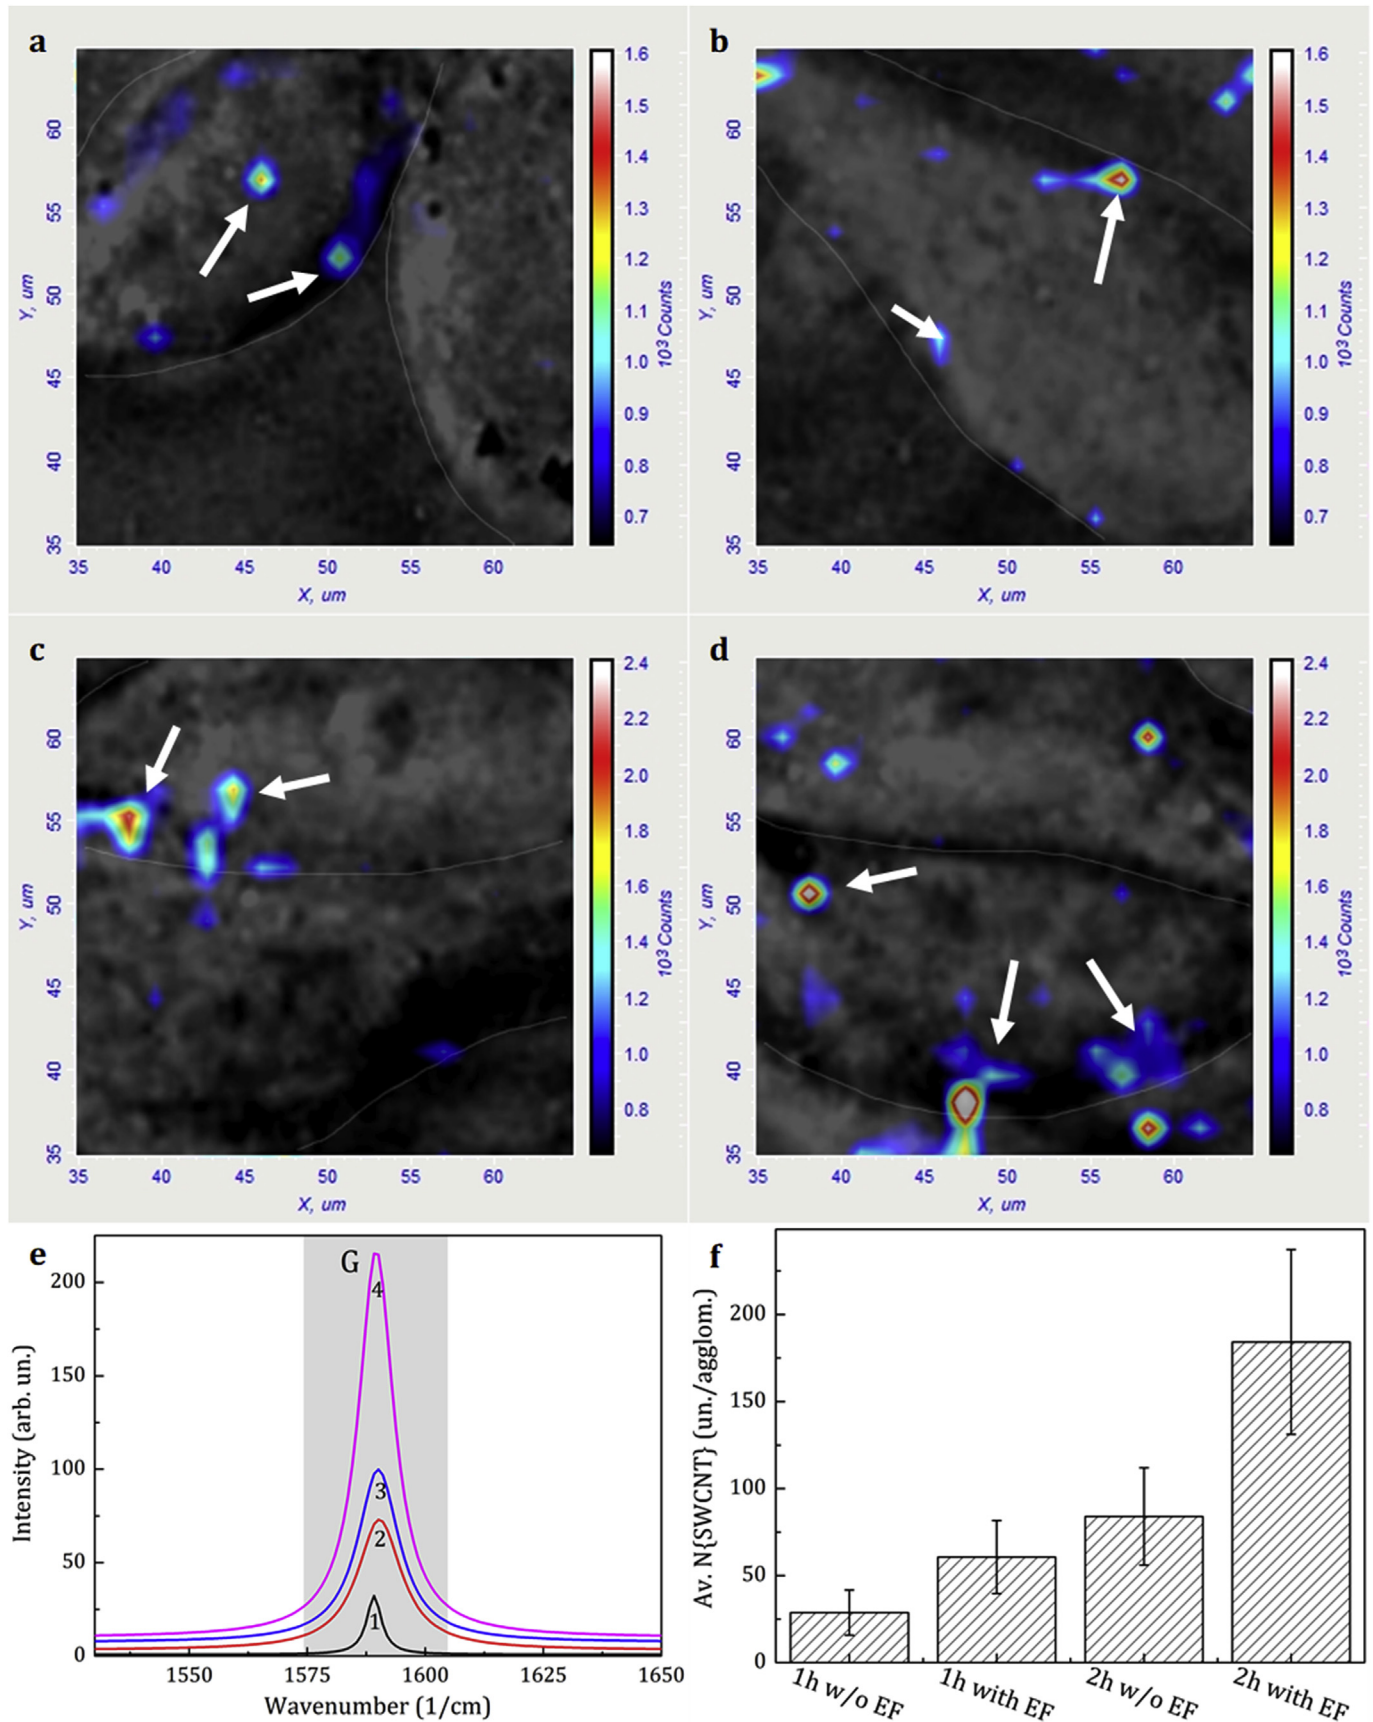 a
1.6
1.5
1.4
1.3
1.2
1.1
1.0
0.9
0.8
0.7
10³ Counts
60
55
50
45
40
35
Y, um
35 40 45 50 55 60
X, um
b
1.6
1.5
1.4
1.3
1.2
1.1
1.0
0.9
0.8
0.7
10³ Counts
60
55
50
45
40
35
Y, um
35 40 45 50 55 60
X, um
c
2.4
2.2
2.0
1.8
1.6
1.4
1.2
1.0
0.8
10³ Counts
60
55
50
45
40
35
Y, um
35 40 45 50 55 60
X, um
d
2.4
2.2
2.0
1.8
1.6
1.4
1.2
1.0
0.8
10³ Counts
60
55
50
45
40
35
Y, um
35 40 45 50 55 60
X, um
e
G
4
3
2
1
200
150
100
50
0
Intensity (arb. un.)
1550 1575 1600 1625 1650
Wavenumber (1/cm)
f
200
150
100
50
0
Av. N{SWCNT} (un./agglom.)
1h w/o EF
1h with EF
2h w/o EF
2h with EF